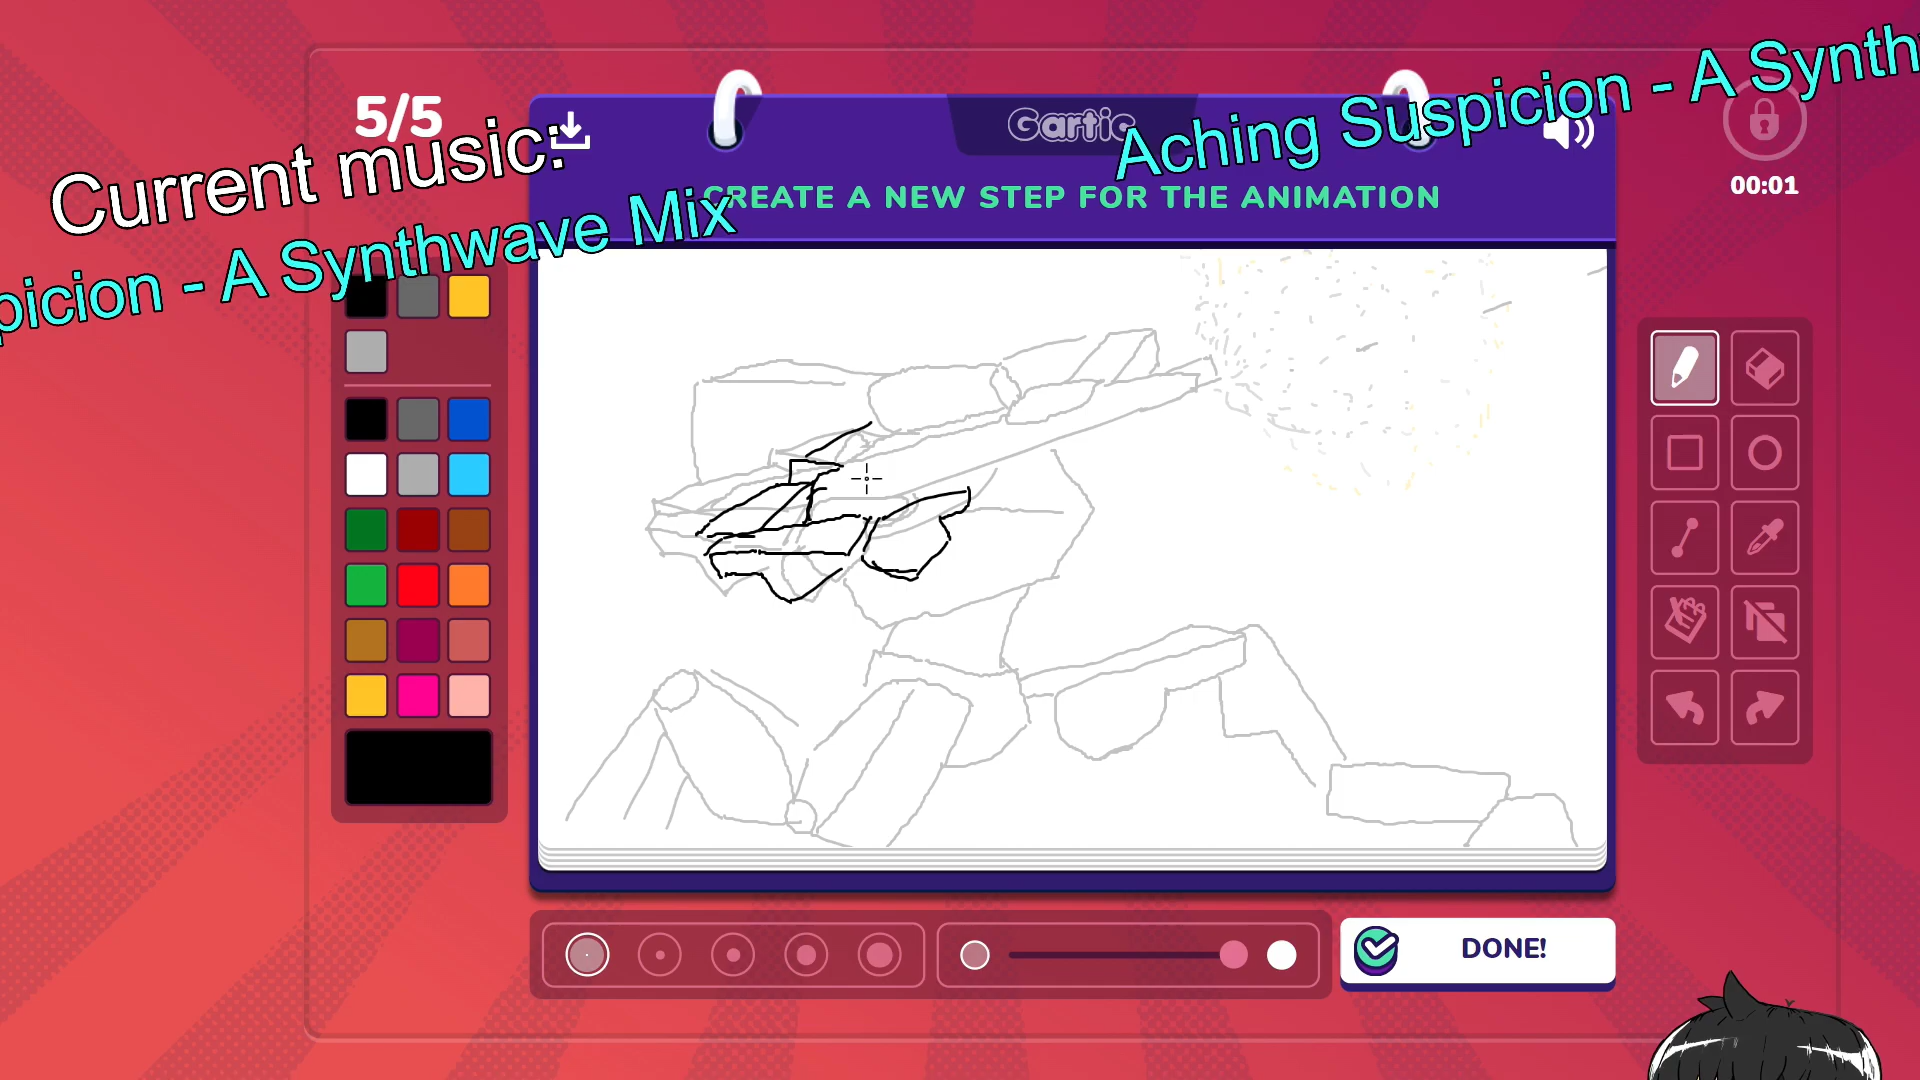 5/5
Current music:
picion - A Synthwave Mix
Aching Suspicion - A Synth
Gartic
00:01
CREATE A NEW STEP FOR THE ANIMATION
DONE!